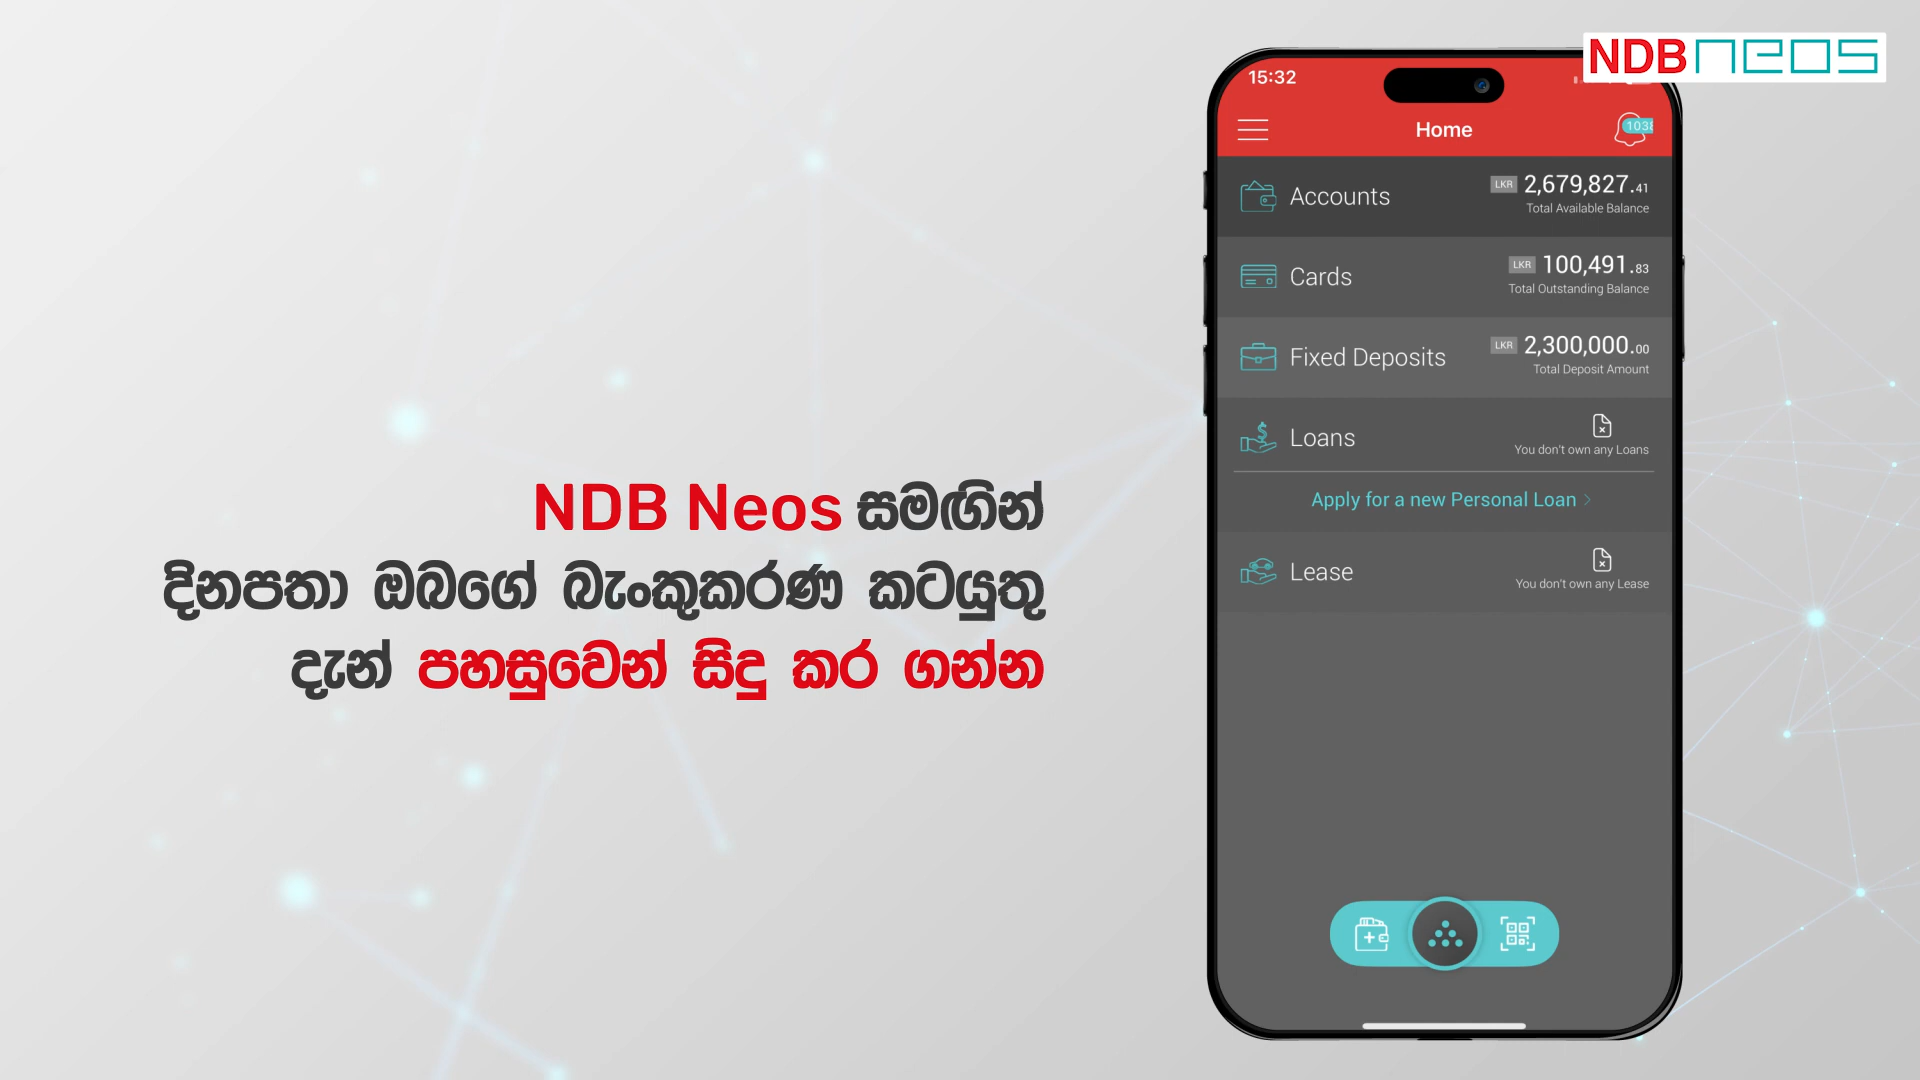 NDB neos
NDB Neos සමඟින්
දිනපතා ඔබගේ බැංකුකරණ කටයුතු
දැන් පහසුවෙන් සිදු කර ගන්න
15:32
Home
Accounts
LKR 2,679,827.41
Total Available Balance
Cards
LKR 100,491.83
Total Outstanding Balance
Fixed Deposits
LKR 2,300,000.00
Total Deposit Amount
Loans
You don't own any Loans
Apply for a new Personal Loan >
Lease
You don't own any Lease